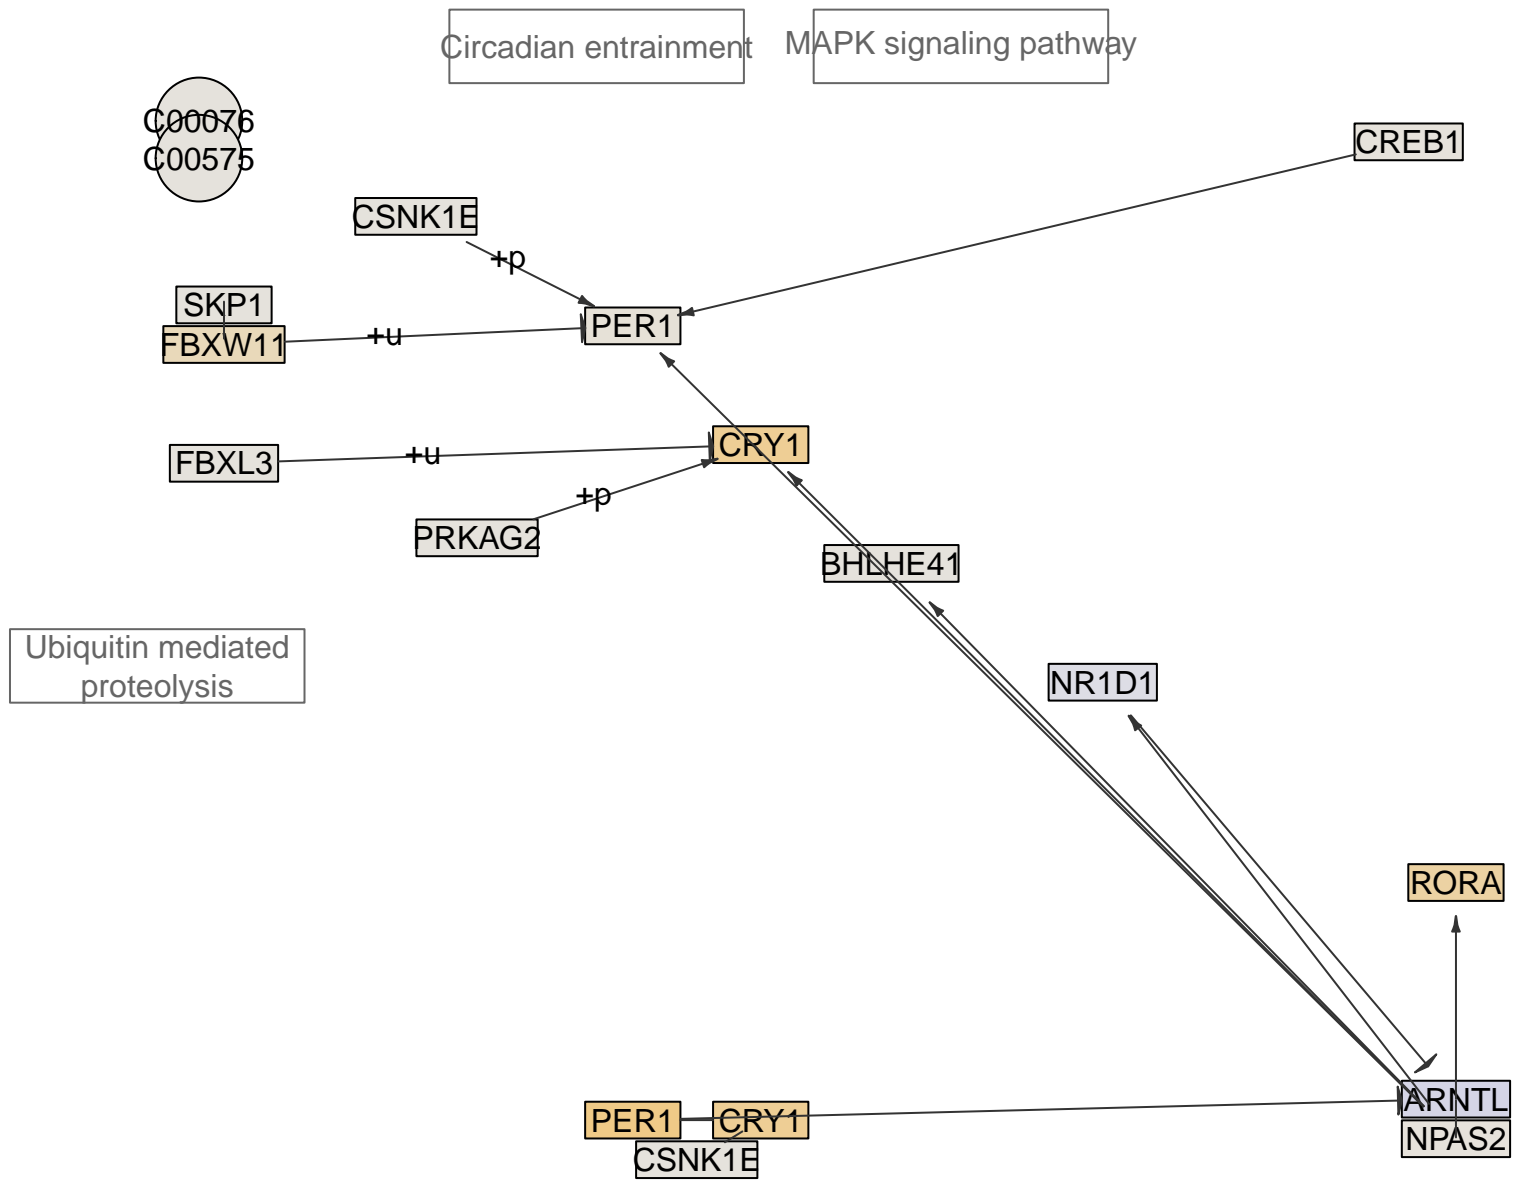 Circadian entrainment
MAPK signaling pathway
C00076
C00575
CREB1
CSNK1E
+p
SKP1
FBXW11
+u
PER1
CRY1
FBXL3
+u
+p
PRKAG2
BHLHE41
Ubiquitin mediated
proteolysis
NR1D1
RORA
ARNTL
NPAS2
PER1
CRY1
CSNK1E